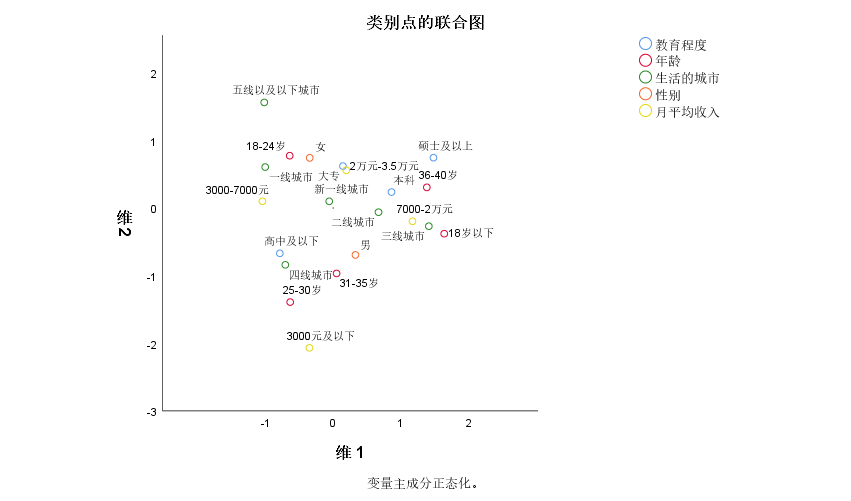 类别点的联合图
教育程度
年龄
生活的城市
性别
月平均收入
2
五线以及以下城市
1
18-24岁
女
硕士及以上
2万元-3.5万元
一线城市
大专
本科
36-40岁
3000-7000元
新一线城市
0
7000-2万元
维 2
二线城市
三线城市
18岁以下
高中及以下
男
-1
四线城市
31-35岁
25-30岁
3000元及以下
-2
-3
-1
0
1
2
维 1
变量主成分正态化。